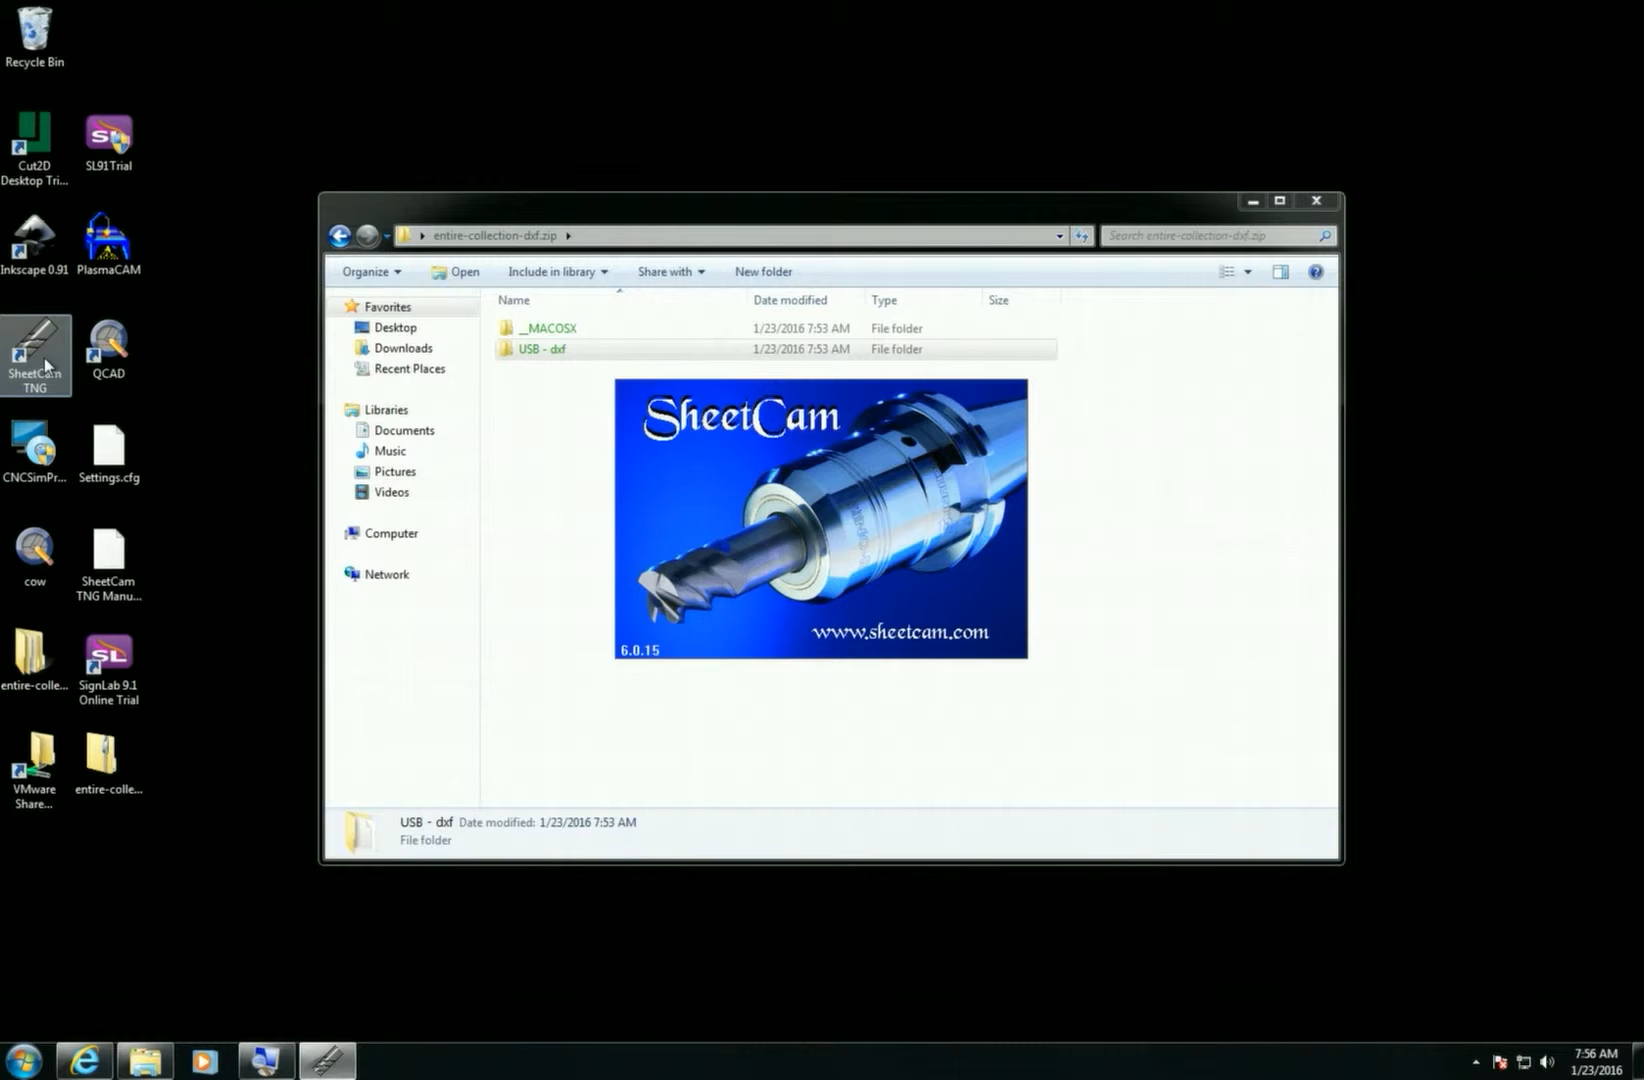 Recycle Bin
Cut2D
Desktop Tri...
SL91Trial
Inkscape 0.91
PlasmaCAM
SheetCam
TNG
QCAD
CNCSimPr...
Settings.cfg
cow
SheetCam
TNG Manu...
entire-colle...
SignLab 9.1
Online Trial
VMware
Share...
entire-colle...
entire-collection-dxf.zip
Search entire-collection-dxf.zip
Organize
Open
Include in library
Share with
New folder
Favorites
Desktop
Downloads
Recent Places
Libraries
Documents
Music
Pictures
Videos
Computer
Network
Name Date modified Type Size
__MACOSX 1/23/2016 7:53 AM File folder
USB - dxf 1/23/2016 7:53 AM File folder
SheetCam
www.sheetcam.com
6.0.15
USB - dxf Date modified: 1/23/2016 7:53 AM
File folder
7:56 AM
1/23/2016